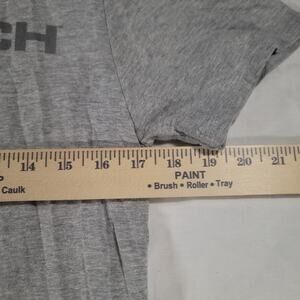 CH
14 15 16 17 18 19 20 21
P PAINT
Caulk • Brush • Roller • Tray